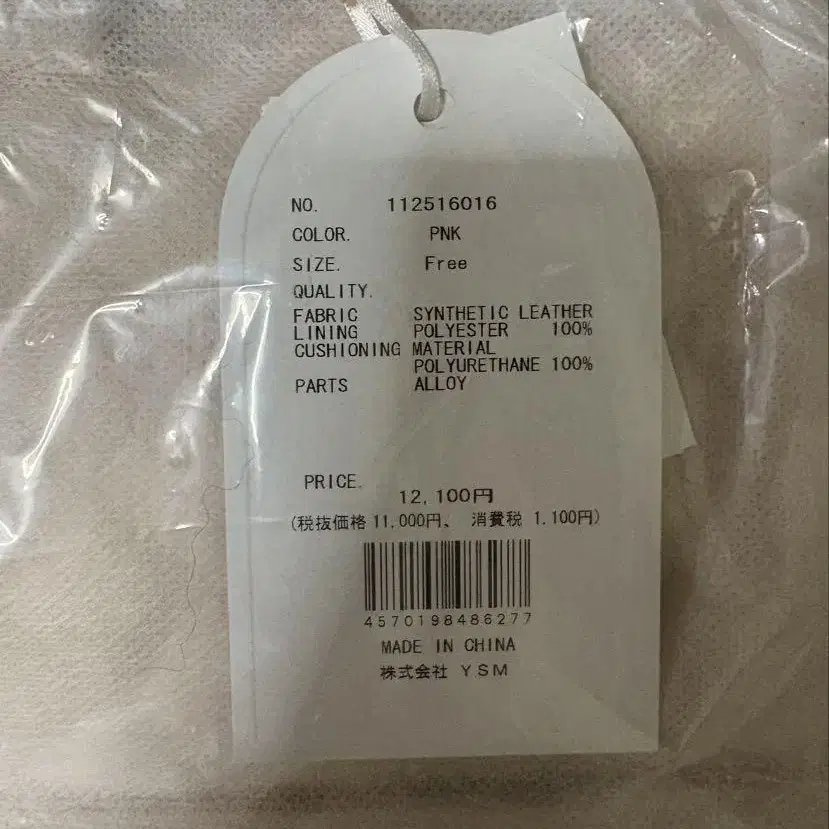 NO. 112516016
COLOR. PNK
SIZE. Free
QUALITY.
FABRIC SYNTHETIC LEATHER
LINING POLYESTER 100%
CUSHIONING MATERIAL
POLYURETHANE 100%
PARTS ALLOY
PRICE. 12,100円
(税抜価格 11,000円、 消費税 1,100円)
4570198486277
MADE IN CHINA
株式会社 YSM